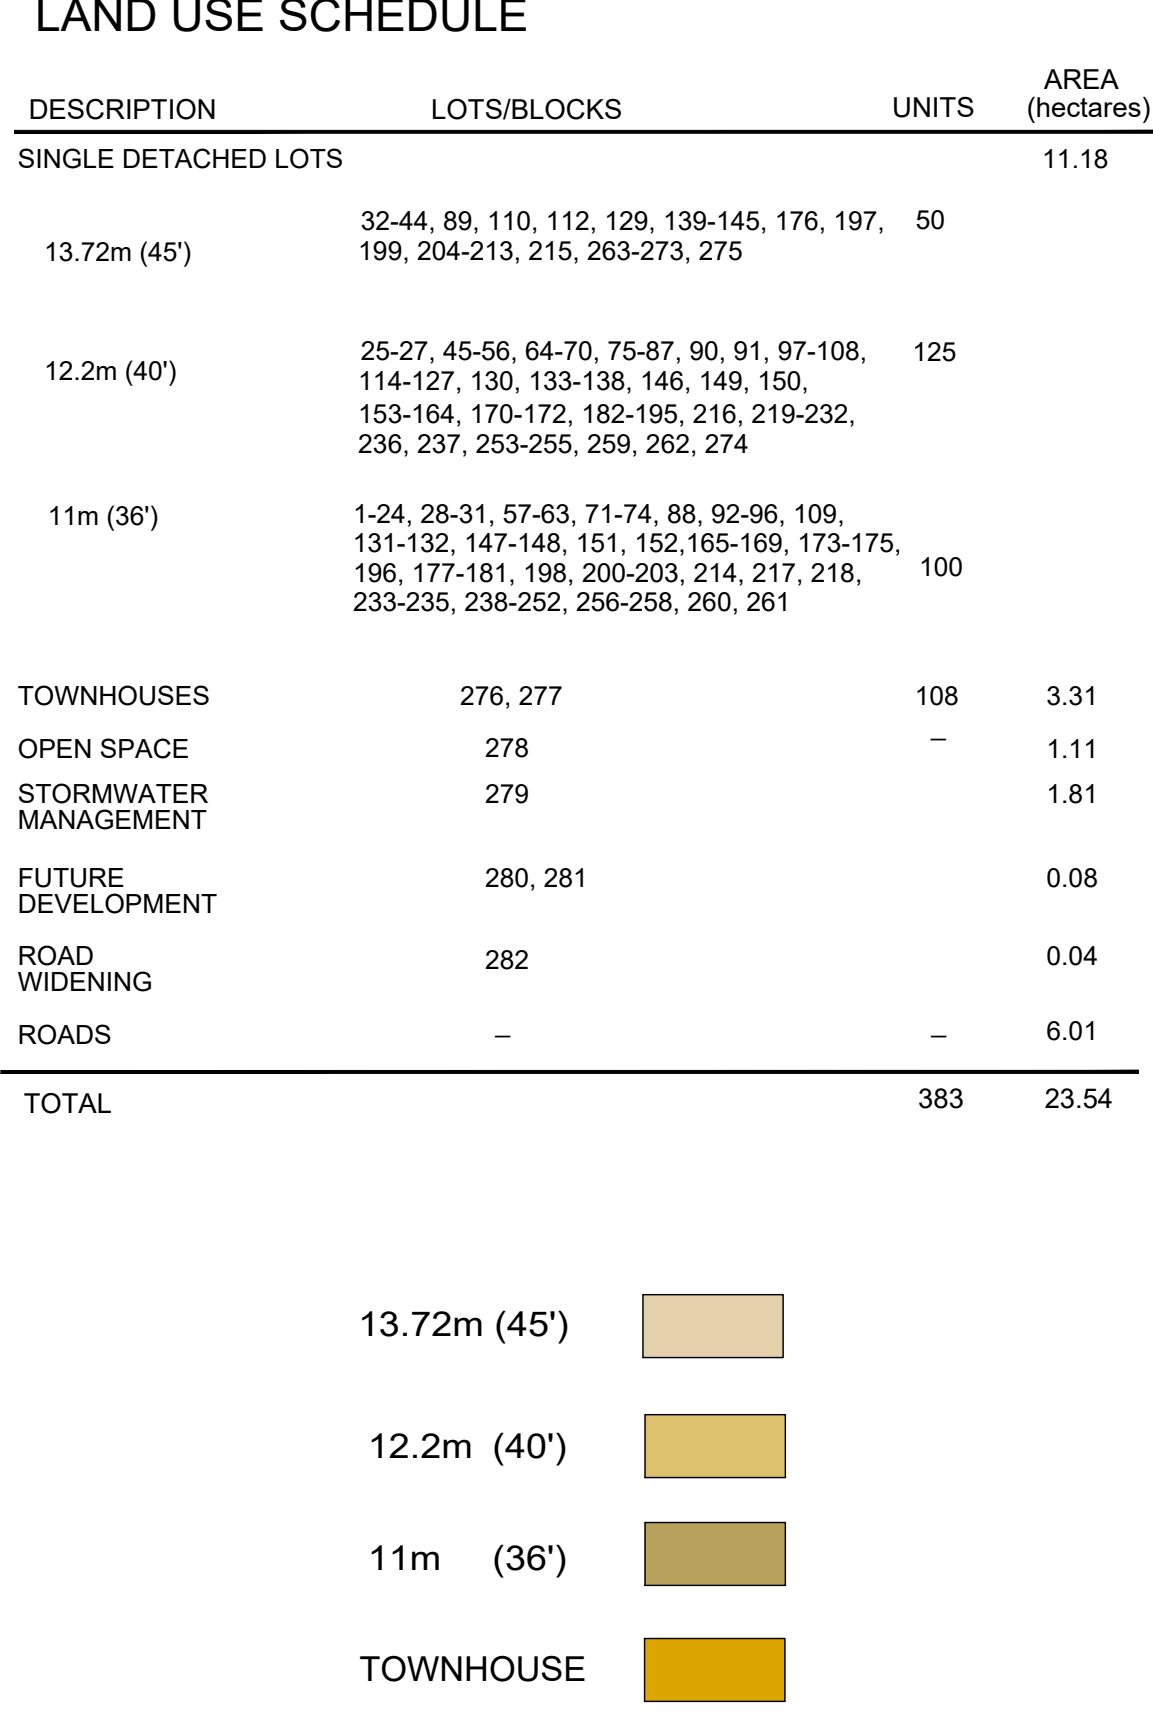 LAND USE SCHEDULE
DESCRIPTION LOTS/BLOCKS UNITS AREA (hectares)
SINGLE DETACHED LOTS 11.18
32-44, 89, 110, 112, 129, 139-145, 176, 197, 50
13.72m (45') 199, 204-213, 215, 263-273, 275
25-27, 45-56, 64-70, 75-87, 90, 91, 97-108, 125
12.2m (40') 114-127, 130, 133-138, 146, 149, 150,
153-164, 170-172, 182-195, 216, 219-232,
236, 237, 253-255, 259, 262, 274
11m (36') 1-24, 28-31, 57-63, 71-74, 88, 92-96, 109,
131-132, 147-148, 151, 152,165-169, 173-175,
196, 177-181, 198, 200-203, 214, 217, 218, 100
233-235, 238-252, 256-258, 260, 261
TOWNHOUSES 276, 277 108 3.31
OPEN SPACE 278 – 1.11
STORMWATER 279 1.81
MANAGEMENT
FUTURE 280, 281 0.08
DEVELOPMENT
ROAD 282 0.04
WIDENING
ROADS – – 6.01
TOTAL 383 23.54
13.72m (45')
12.2m (40')
11m (36')
TOWNHOUSE